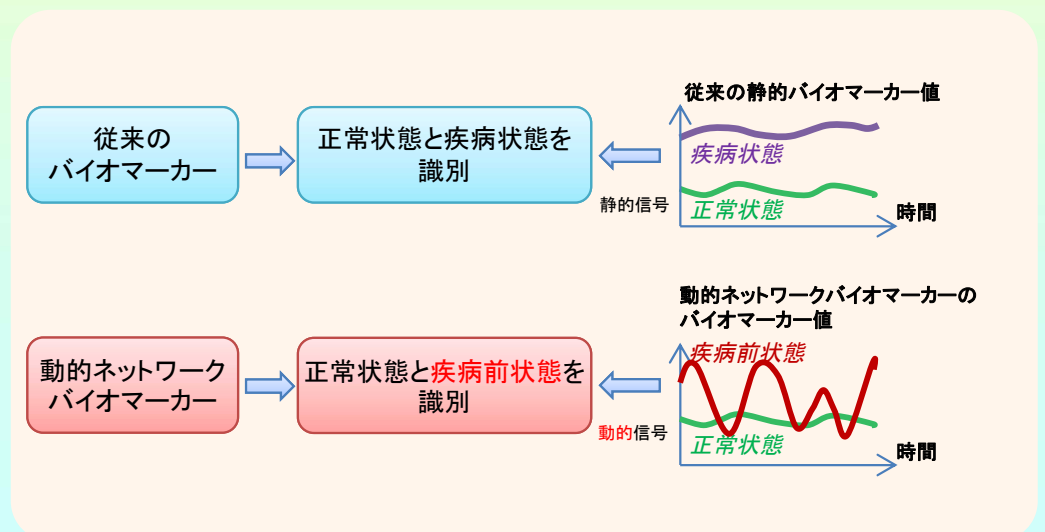 従来の静的バイオマーカー値
従来の
バイオマーカー
正常状態と疾病状態を
識別
疾病状態
静的信号
正常状態
時間
動的ネットワークバイオマーカーの
バイオマーカー値
動的ネットワーク
バイオマーカー
正常状態と疾病前状態を
識別
疾病前状態
動的信号
正常状態
時間